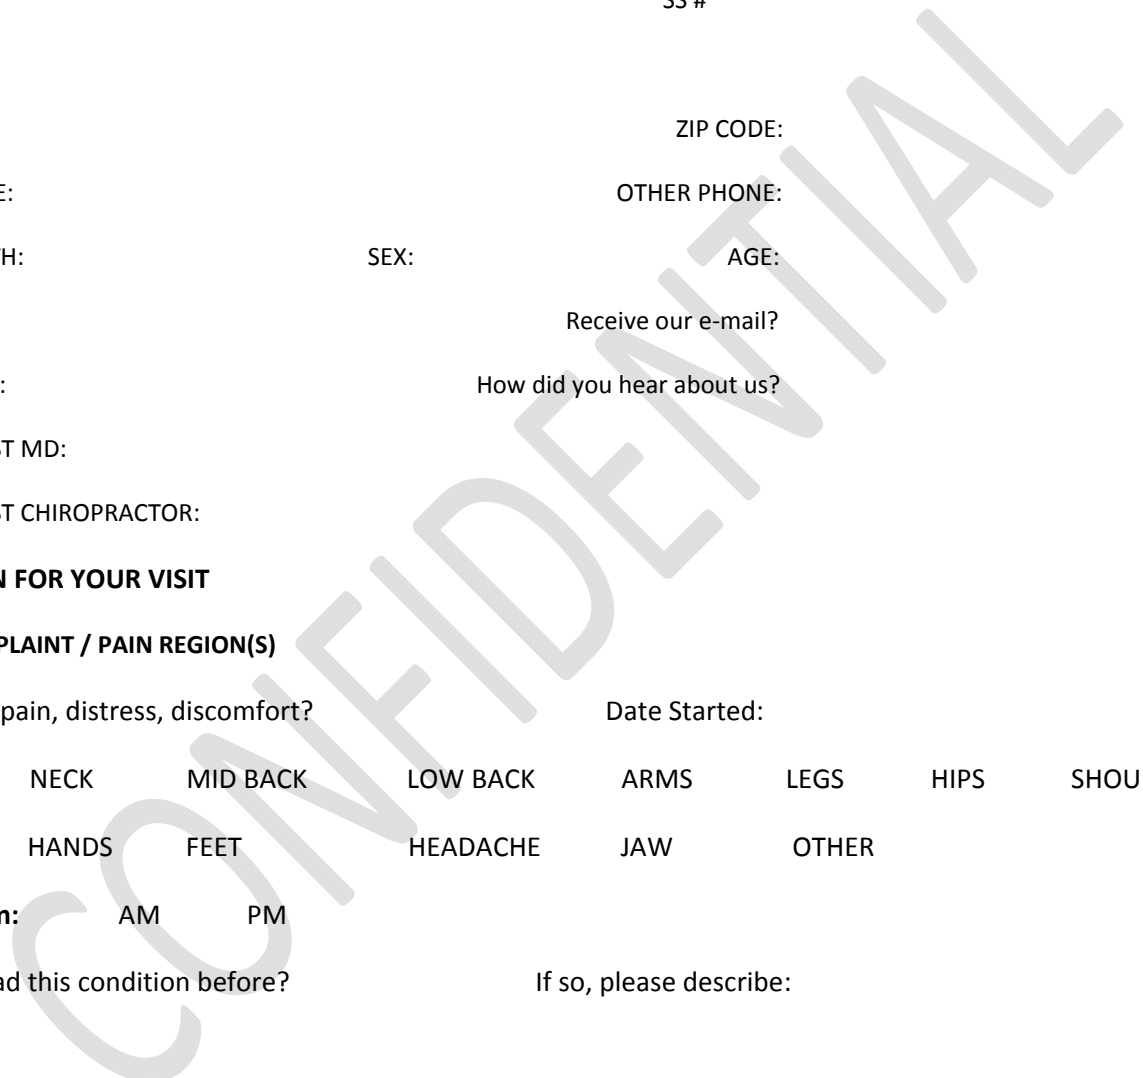 SS #
ZIP CODE:
E: OTHER PHONE:
TH: SEX: AGE:
Receive our e-mail?
: How did you hear about us?
ST MD:
ST CHIROPRACTOR:
N FOR YOUR VISIT
PLAINT / PAIN REGION(S)
pain, distress, discomfort? Date Started:
NECK MID BACK LOW BACK ARMS LEGS HIPS SHOU
HANDS FEET HEADACHE JAW OTHER
n: AM PM
ad this condition before? If so, please describe:
CONFIDENTIAL